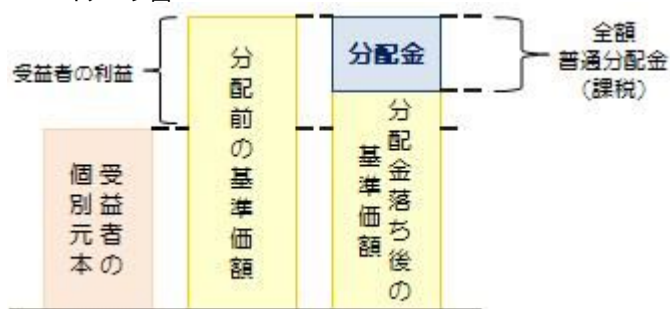 受益者の利益
受益者の
個別元本
分配前の基準価額
分配金
分配金落ち後の
基準価額
全額
普通分配金
(課税)